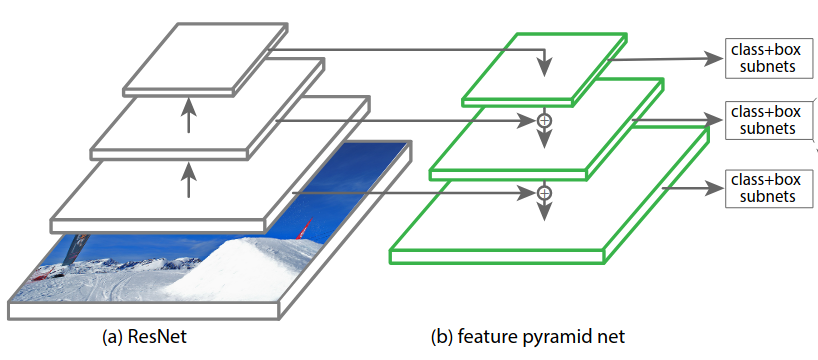 class+box
subnets
class+box
subnets
class+box
subnets
(a) ResNet
(b) feature pyramid net